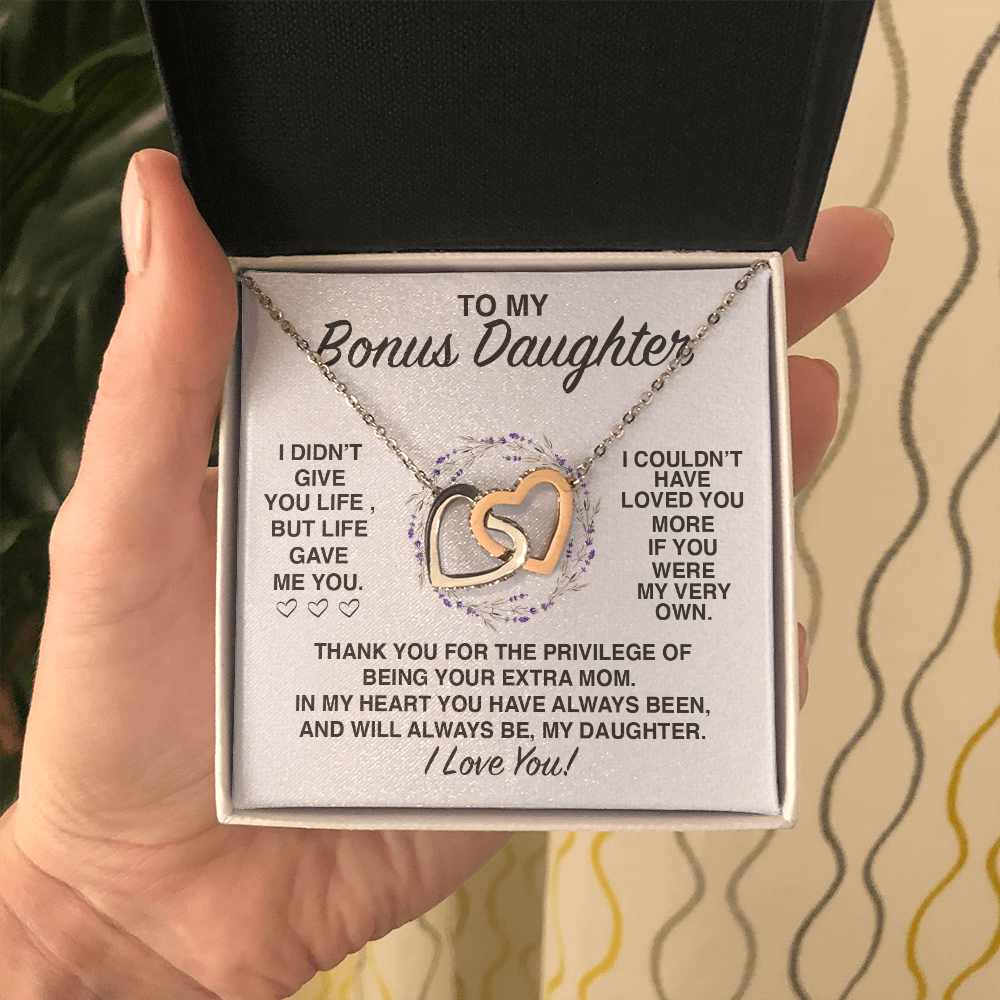 TO MY
Bonus Daughter
I DIDN'T
GIVE
YOU LIFE ,
BUT LIFE
GAVE
ME YOU.
I COULDN'T
HAVE
LOVED YOU
MORE
IF YOU
WERE
MY VERY
OWN.
THANK YOU FOR THE PRIVILEGE OF
BEING YOUR EXTRA MOM.
IN MY HEART YOU HAVE ALWAYS BEEN,
AND WILL ALWAYS BE, MY DAUGHTER.
I Love You!